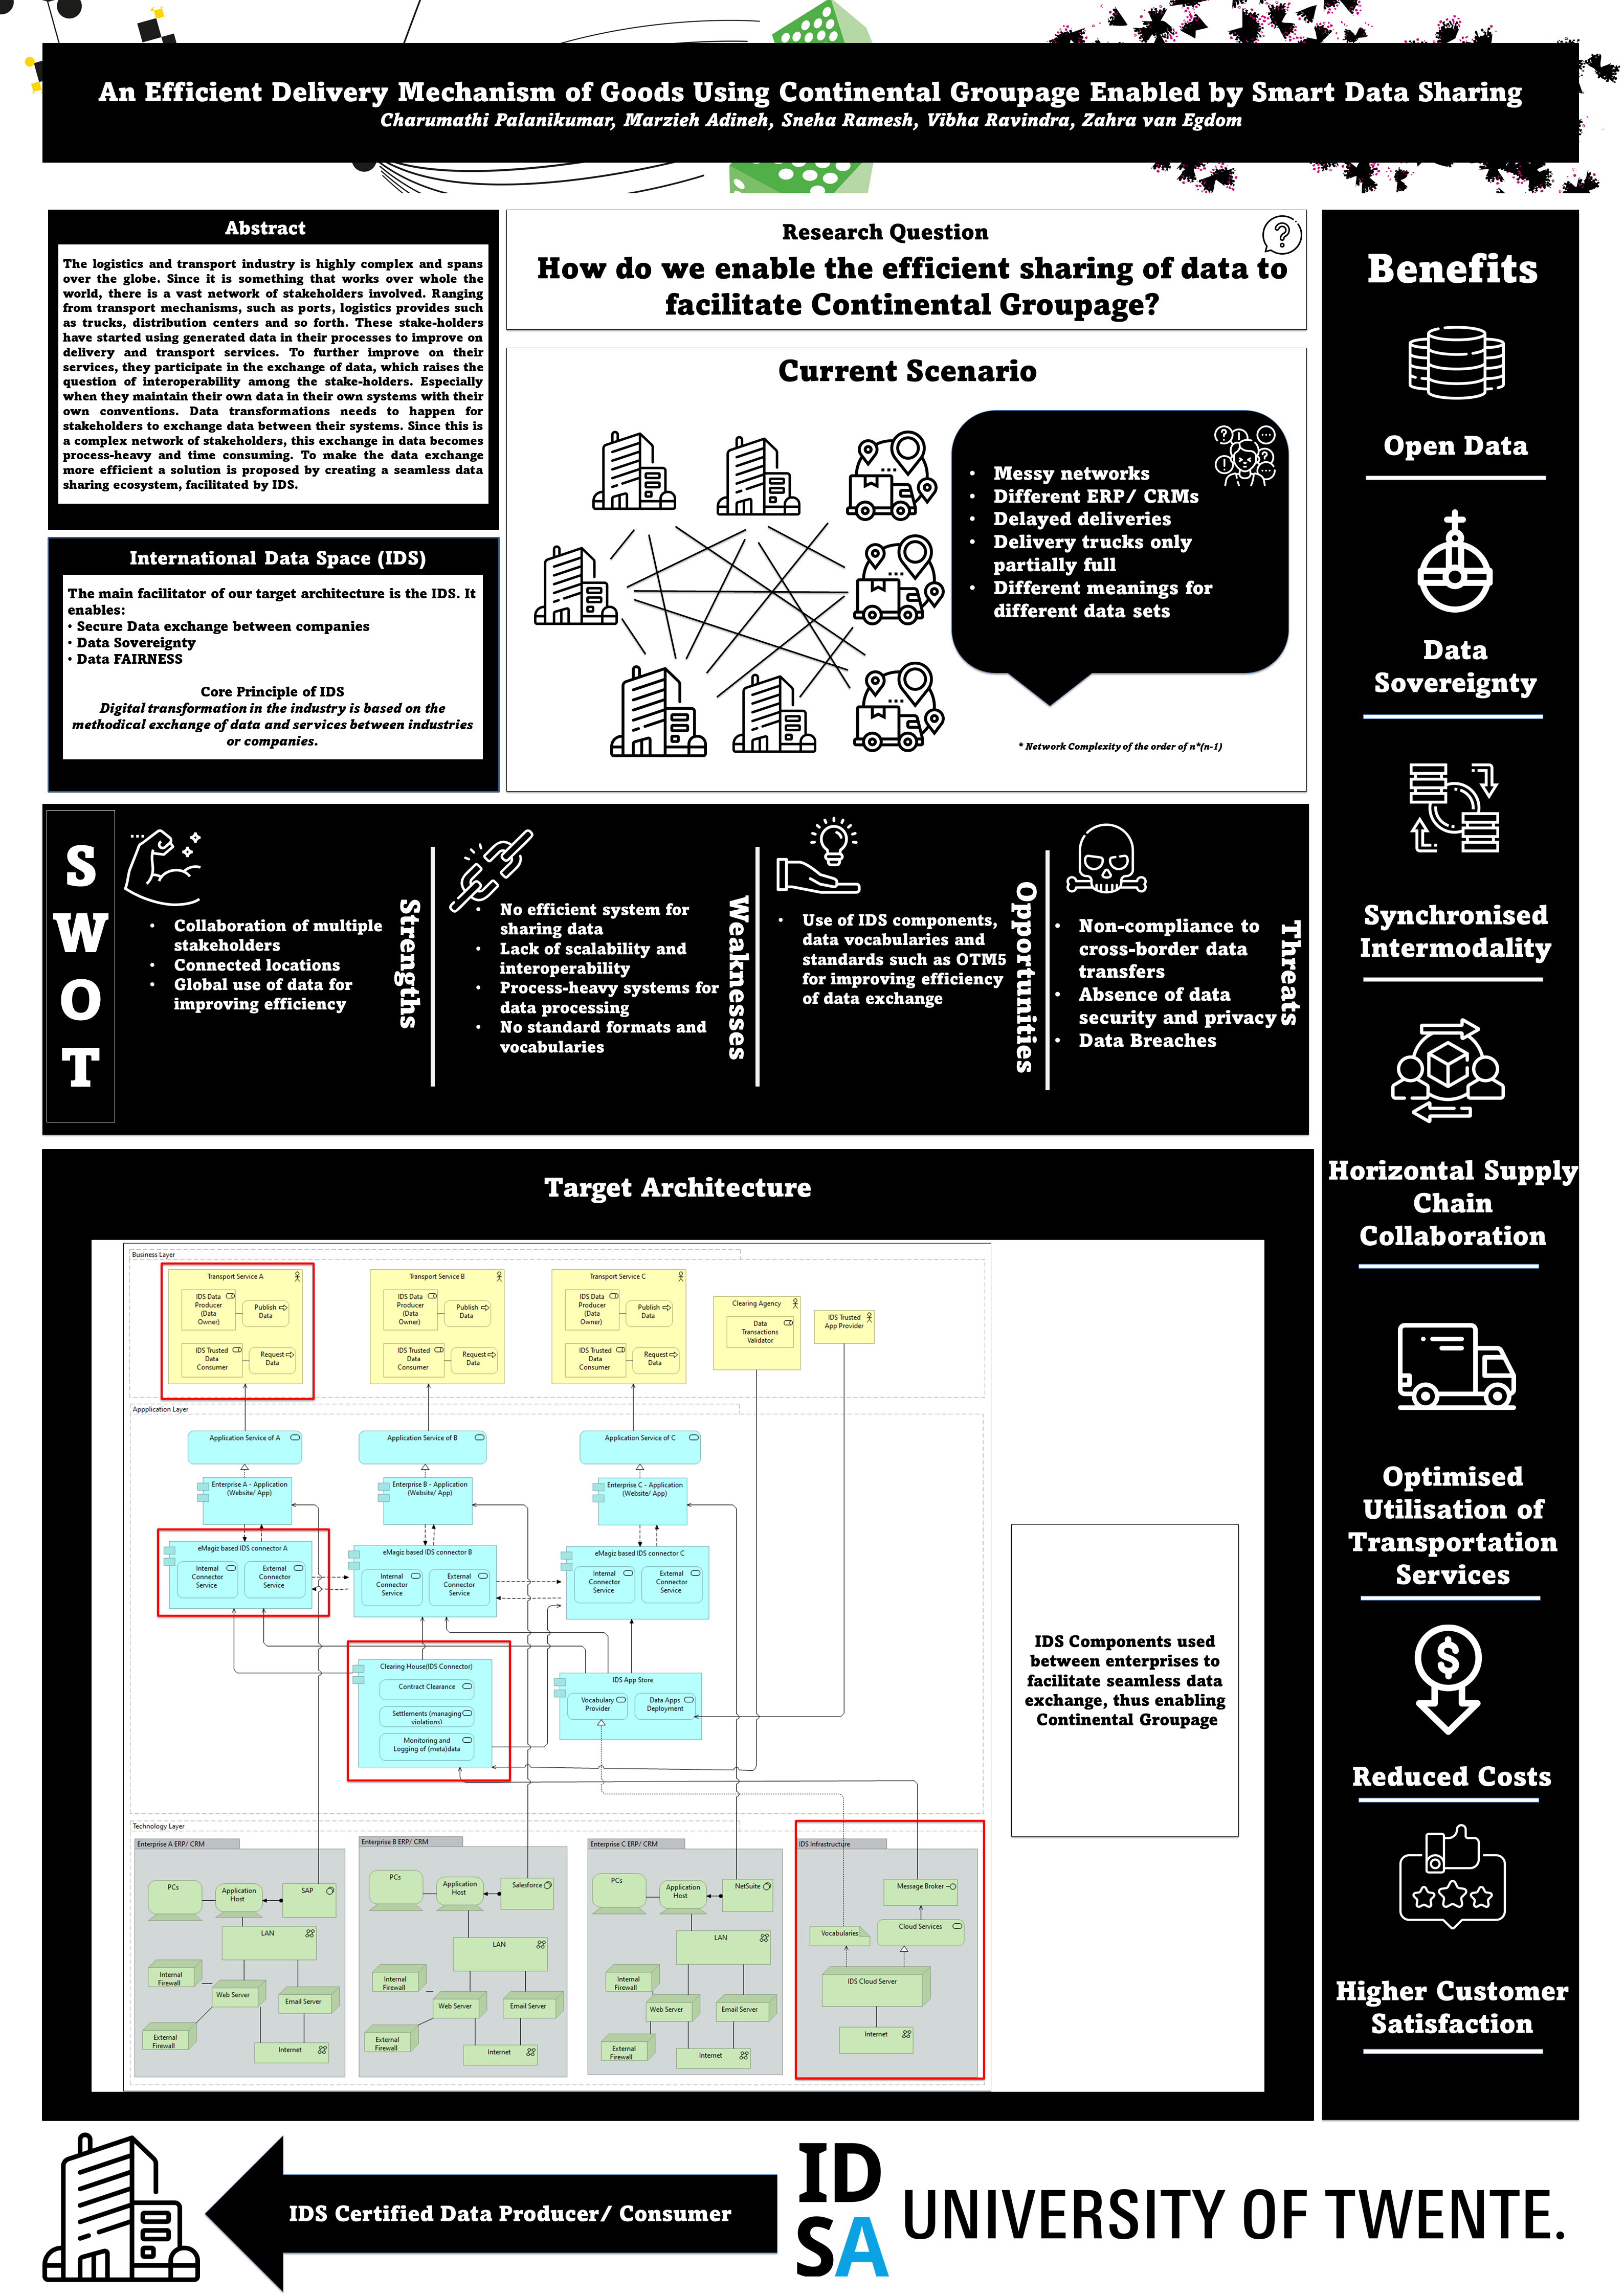 An Efficient Delivery Mechanism of Goods Using Continental Groupage Enabled by Smart Data Sharing
Charumathi Palanikumar, Marzieh Adineh, Sneha Ramesh, Vibha Ravindra, Zahra van Egdom
Abstract
The logistics and transport industry is highly complex and spans
over the globe. Since it is something that works over whole the
world, there is a vast network of stakeholders involved. Ranging
from transport mechanisms, such as ports, logistics provides such
as trucks, distribution centers and so forth. These stake-holders
have started using generated data in their processes to improve on
delivery and transport services. To further improve on their
services, they participate in the exchange of data, which raises the
question of interoperability among the stake-holders. Especially
when they maintain their own data in their own systems with their
own conventions. Data transformations needs to happen for
stakeholders to exchange data between their systems. Since this is
a complex network of stakeholders, this exchange in data becomes
process-heavy and time consuming. To make the data exchange
more efficient a solution is proposed by creating a seamless data
sharing ecosystem, facilitated by IDS.
International Data Space (IDS)
The main facilitator of our target architecture is the IDS. It
enables:
• Secure Data exchange between companies
• Data Sovereignty
• Data FAIRNESS
Core Principle of IDS
Digital transformation in the industry is based on the
methodical exchange of data and services between industries
or companies.
Research Question
How do we enable the efficient sharing of data to
facilitate Continental Groupage?
Current Scenario
• Messy networks
• Different ERP/ CRMs
• Delayed deliveries
• Delivery trucks only
partially full
• Different meanings for
different data sets
* Network Complexity of the order of n*(n-1)
S
W
O
T
• Collaboration of multiple
stakeholders
• Connected locations
• Global use of data for
improving efficiency
Strengths
• No efficient system for
sharing data
• Lack of scalability and
interoperability
• Process-heavy systems for
data processing
• No standard formats and
vocabularies
Weaknesses
• Use of IDS components,
data vocabularies and
standards such as OTM5
for improving efficiency
of data exchange
Opportunities
• Non-compliance to
cross-border data
transfers
• Absence of data
security and privacy
• Data Breaches
Threats
Benefits
Open Data
Data
Sovereignty
Synchronised
Intermodality
Horizontal Supply
Chain
Collaboration
Optimised
Utilisation of
Transportation
Services
Reduced Costs
Higher Customer
Satisfaction
Target Architecture
Business Layer
Transport Service A
IDS Data
Producer
(Data
Owner)
Publish
Data
IDS Trusted
Data
Consumer
Request
Data
Transport Service B
IDS Data
Producer
(Data
Owner)
Publish
Data
IDS Trusted
Data
Consumer
Request
Data
Transport Service C
IDS Data
Producer
(Data
Owner)
Publish
Data
IDS Trusted
Data
Consumer
Request
Data
Clearing Agency
Data
Transactions
Validator
IDS Trusted
App Provider
Appplication Layer
Application Service of A
Application Service of B
Application Service of C
Enterprise A - Application
(Website/ App)
Enterprise B - Application
(Website/ App)
Enterprise C - Application
(Website/ App)
eMagiz based IDS connector A
Internal
Connector
Service
External
Connector
Service
eMagiz based IDS connector B
Internal
Connector
Service
External
Connector
Service
eMagiz based IDS connector C
Internal
Connector
Service
External
Connector
Service
Clearing House(IDS Connector)
Contract Clearance
Settlements (managing
violations)
Monitoring and
Logging of (meta)data
IDS App Store
Vocabulary
Provider
Data Apps
Deployment
IDS Components used
between enterprises to
facilitate seamless data
exchange, thus enabling
Continental Groupage
Technology Layer
Enterprise A ERP/ CRM
PCs
Application
Host
SAP
LAN
Internal
Firewall
Web Server
Email Server
External
Firewall
Internet
Enterprise B ERP/ CRM
PCs
Application
Host
Salesforce
LAN
Internal
Firewall
Web Server
Email Server
External
Firewall
Internet
Enterprise C ERP/ CRM
PCs
Application
Host
NetSuite
LAN
Internal
Firewall
Web Server
Email Server
External
Firewall
Internet
IDS Infrastructure
Message Broker
Vocabularies
Cloud Services
IDS Cloud Server
Internet
IDS Certified Data Producer/ Consumer
ID
SA
UNIVERSITY OF TWENTE.